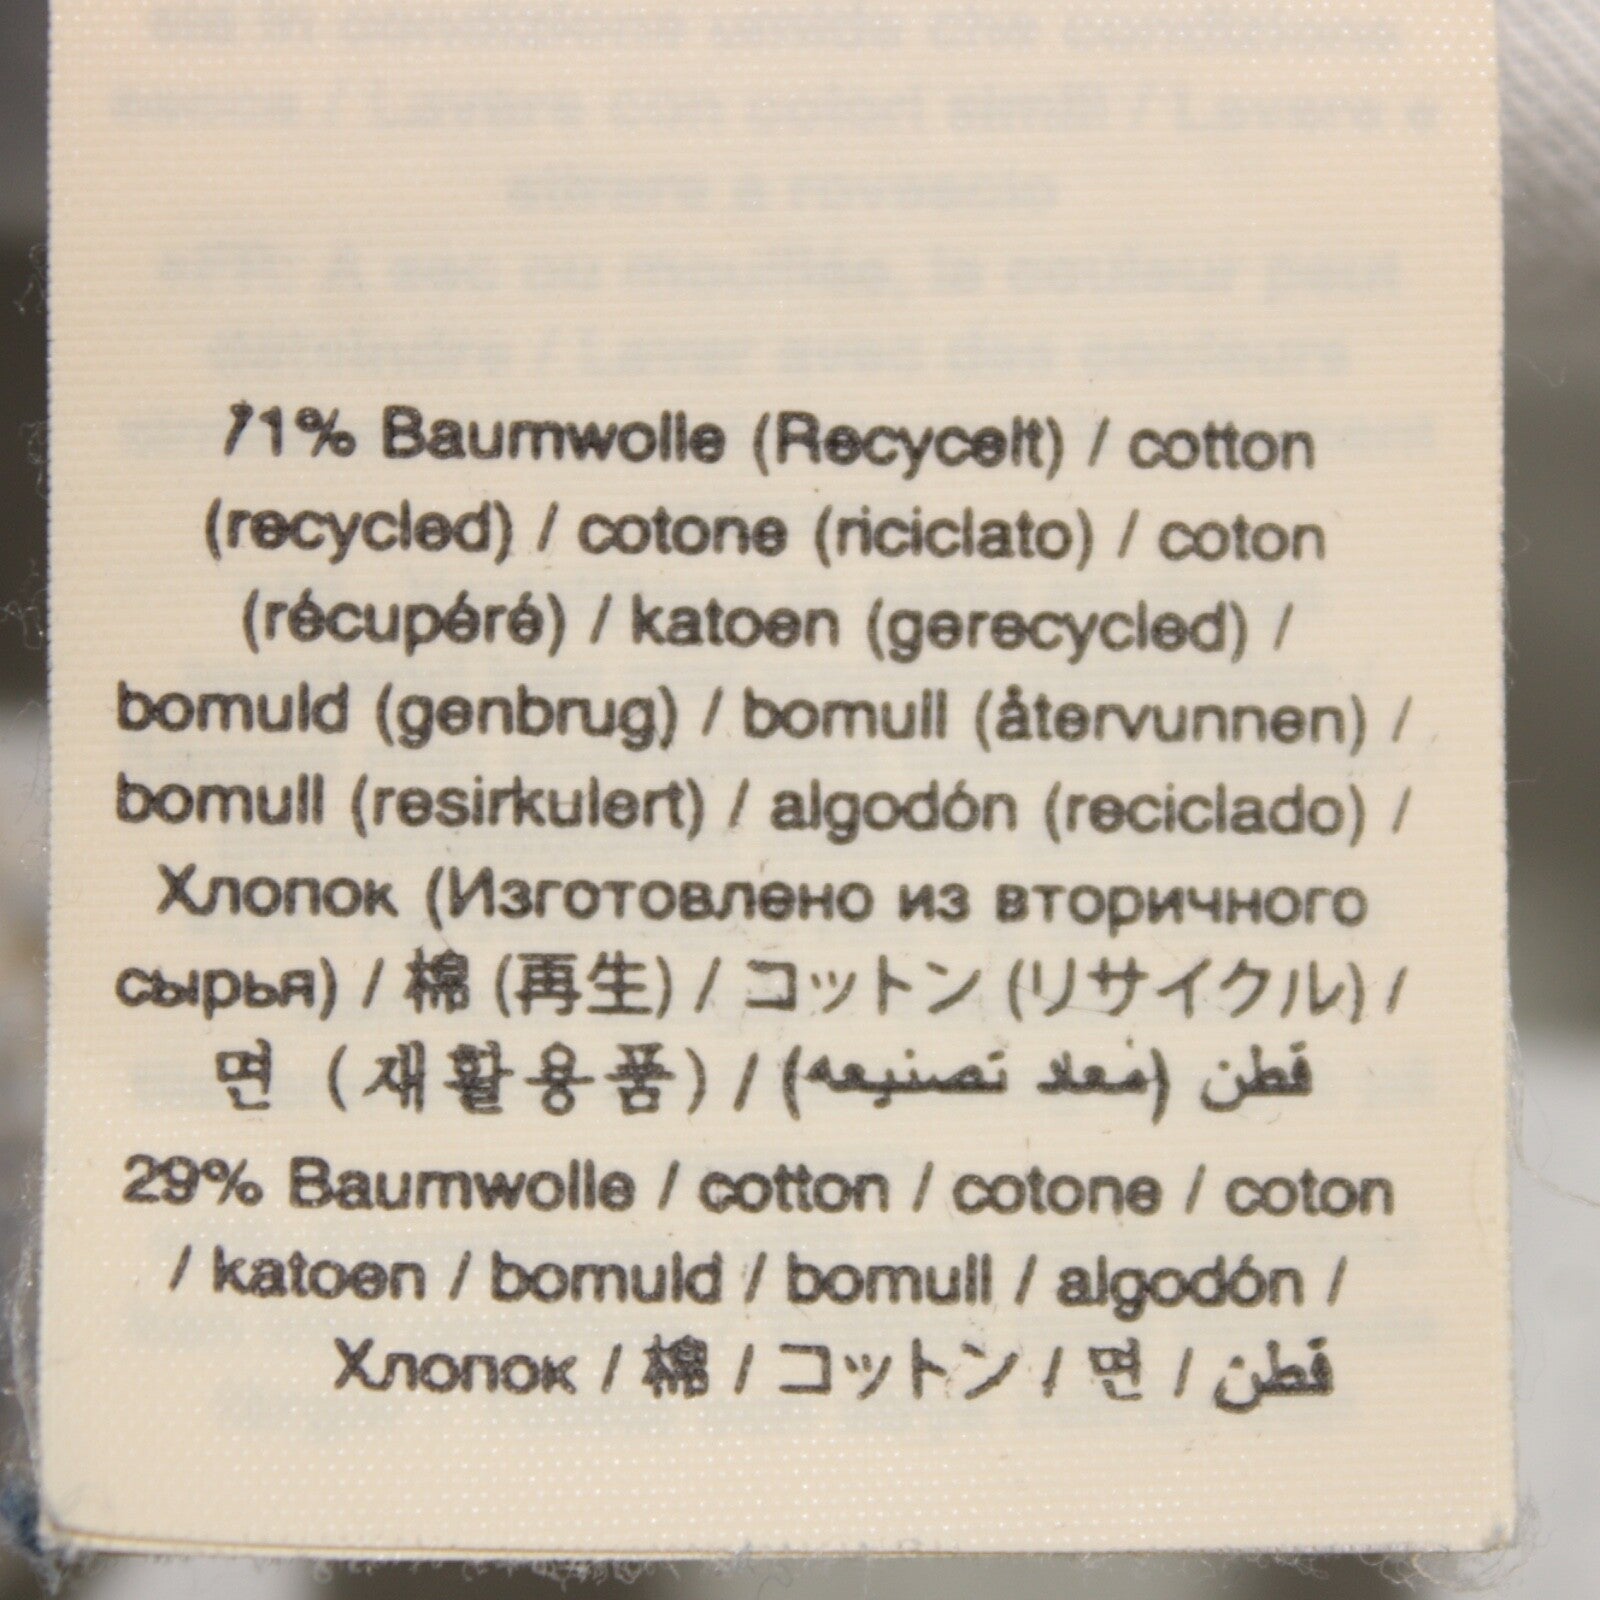 71% Baumwolle (Recycelt) / cotton
(recycled) / cotone (riciclato) / coton
(récupéré) / katoen (gerecycled) /
bomuld (genbrug) / bomull (återvunnen) /
bomull (resirkulert) / algodón (reciclado) /
Хлопок (Изготовлено из вторичного
сырья) / 棉 (再生) / コットン (リサイクル) /
면 (재활용품) / قطن (معاد تصنيعه)
29% Baumwolle / cotton / cotone / coton
/ katoen / bomuld / bomull / algodón /
Хлопок / 棉 / コットン / 면 / قطن